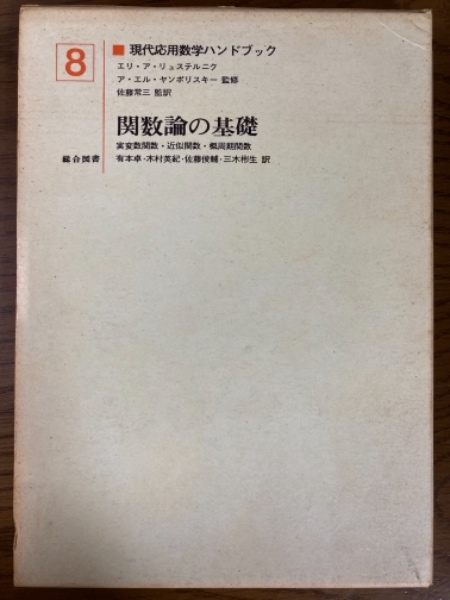 8
■ 現代応用数学ハンドブック
エリ・ア・リュステルニク
ア・エル・ヤンポリスキー 監修
佐藤常三 監訳
関数論の基礎
実変数関数・近似関数・概周期関数
総合図書
有本卓・木村英紀・佐藤俊輔・三木彬生 訳